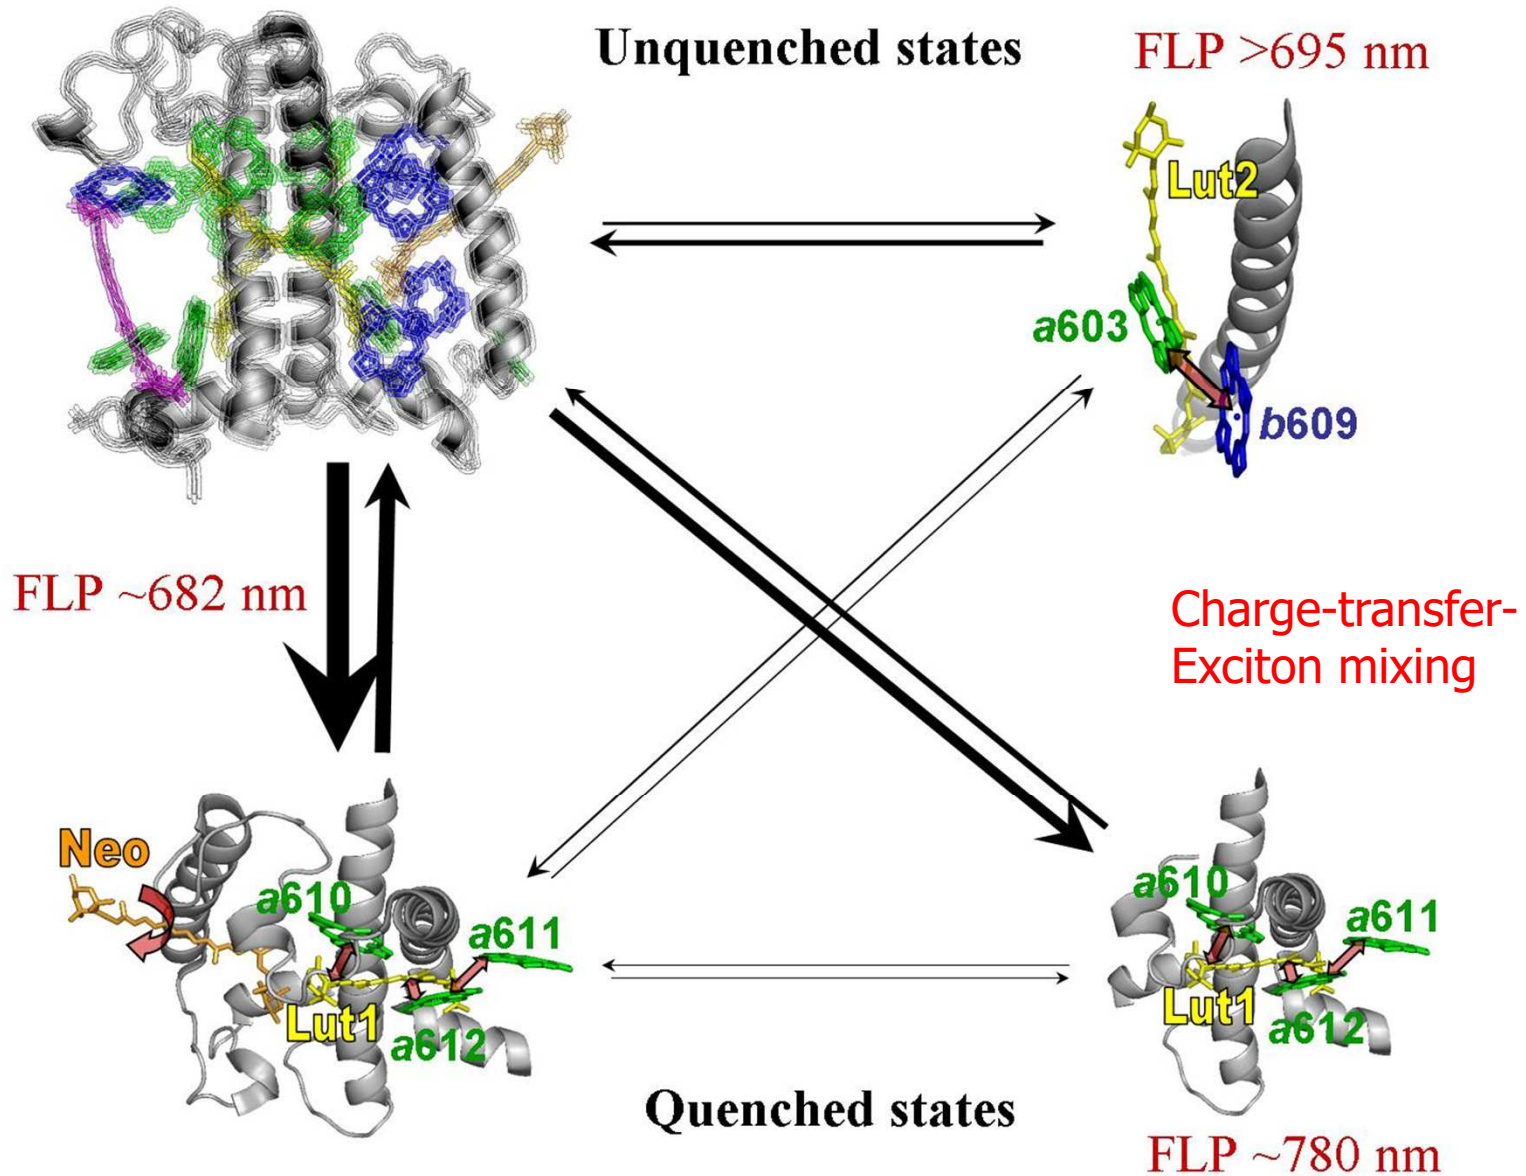 Unquenched states
FLP >695 nm
Lut2
a603
b609
FLP ~682 nm
Charge-transfer-
Exciton mixing
Neo
a610
a611
Lut1
a612
a610
a611
Lut1
a612
Quenched states
FLP ~780 nm